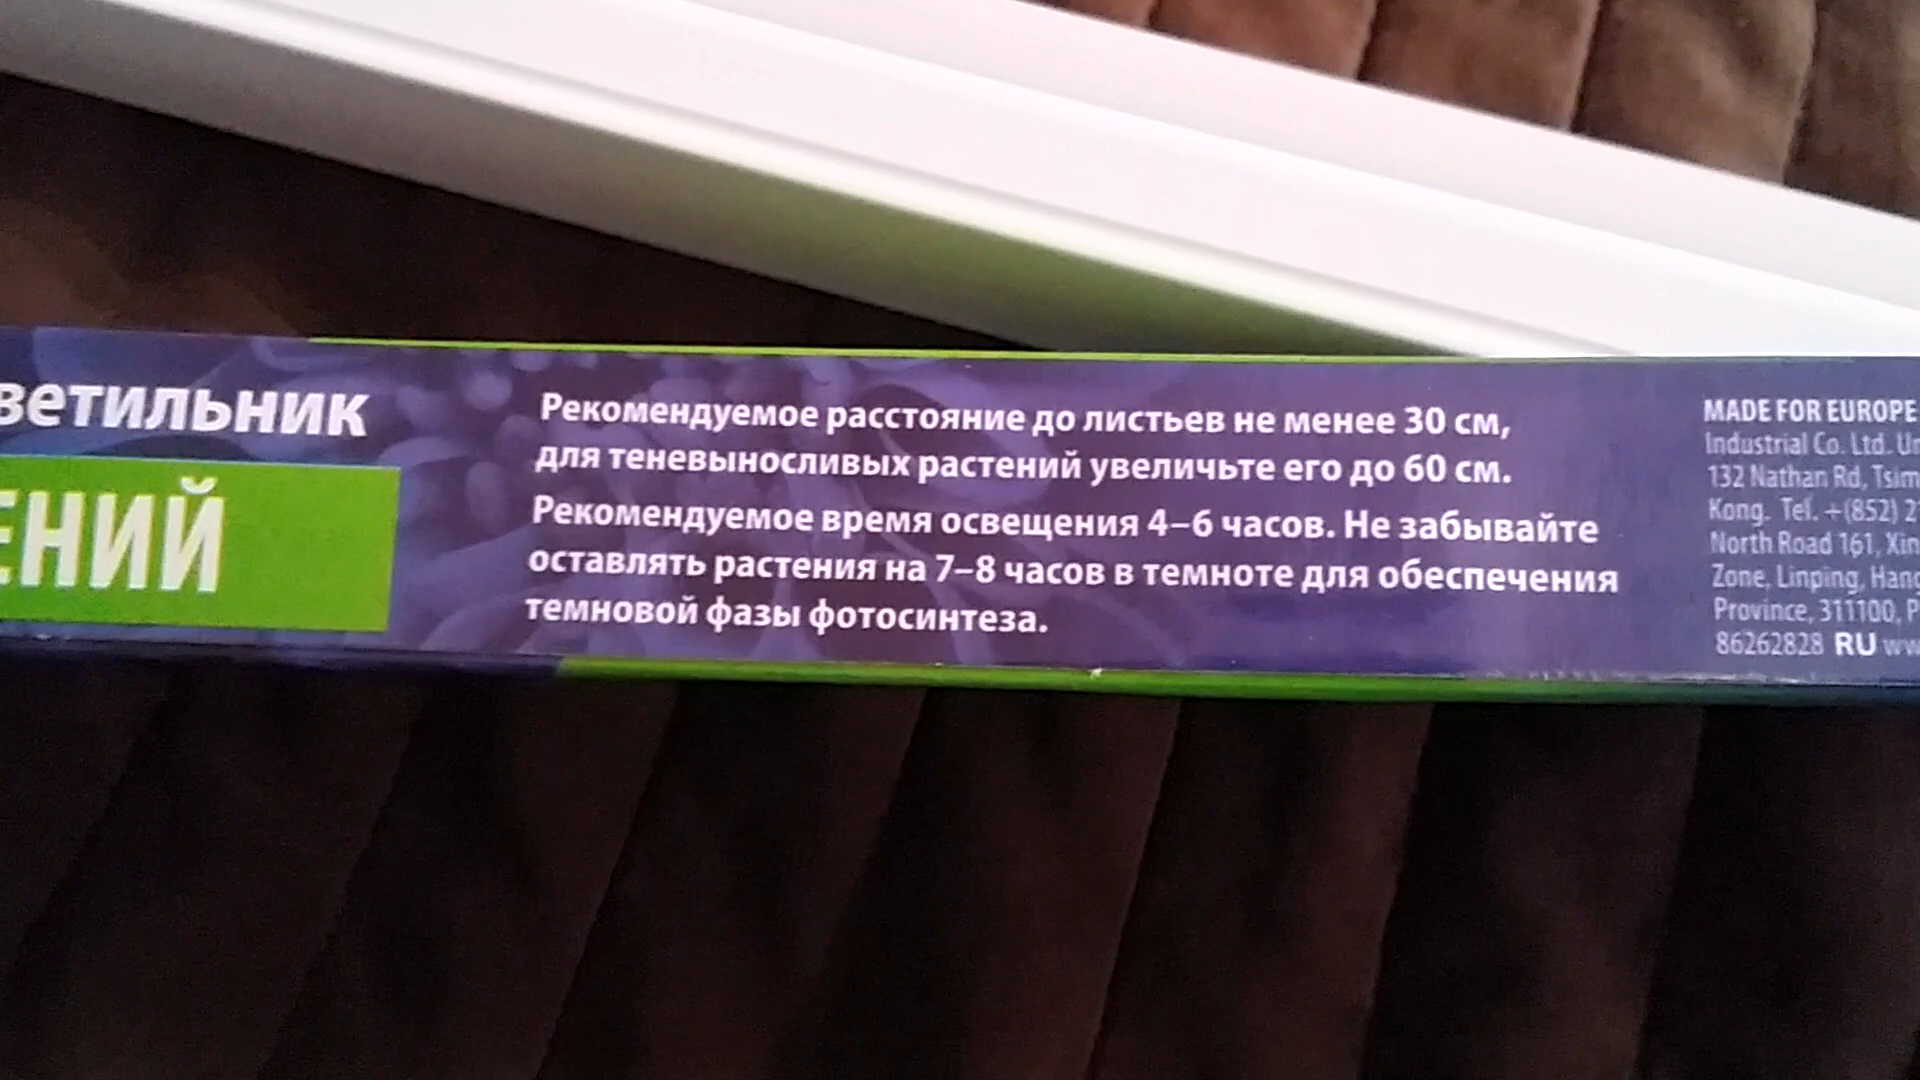 ветильник
ЕНИЙ
Рекомендуемое расстояние до листьев не менее 30 см,
для теневыносливых растений увеличьте его до 60 см.
Рекомендуемое время освещения 4–6 часов. Не забывайте
оставлять растения на 7–8 часов в темноте для обеспечения
темновой фазы фотосинтеза.
MADE FOR EUROPE
Industrial Co. Ltd.
132 Nathan Rd, Tsim
Kong. Tel. +(852) 2
North Road 161, Xin
Zone, Linping, Hang
Province, 311100, P
86262828 RU ww